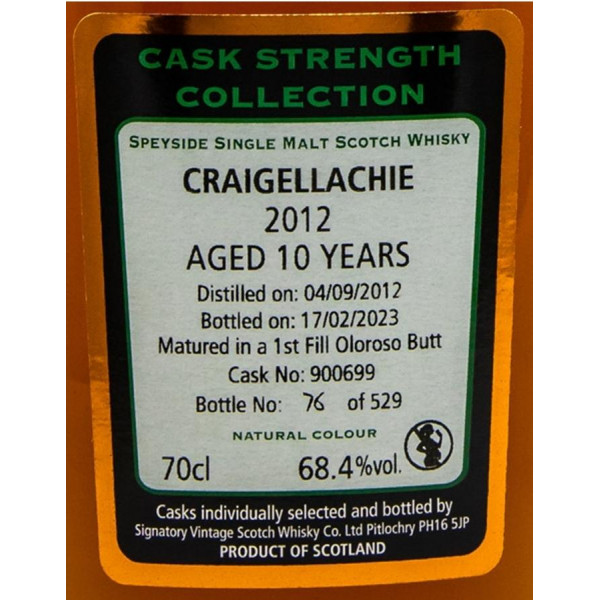 CASK STRENGTH
COLLECTION
SPEYSIDE SINGLE MALT SCOTCH WHISKY
CRAIGELLACHIE
2012
AGED 10 YEARS
Distilled on: 04/09/2012
Bottled on: 17/02/2023
Matured in a 1st Fill Oloroso Butt
Cask No: 900699
Bottle No: 76 of 529
NATURAL COLOUR
70cl 68.4%vol.
Casks individually selected and bottled by
Signatory Vintage Scotch Whisky Co. Ltd Pitlochry PH16 5JP
PRODUCT OF SCOTLAND